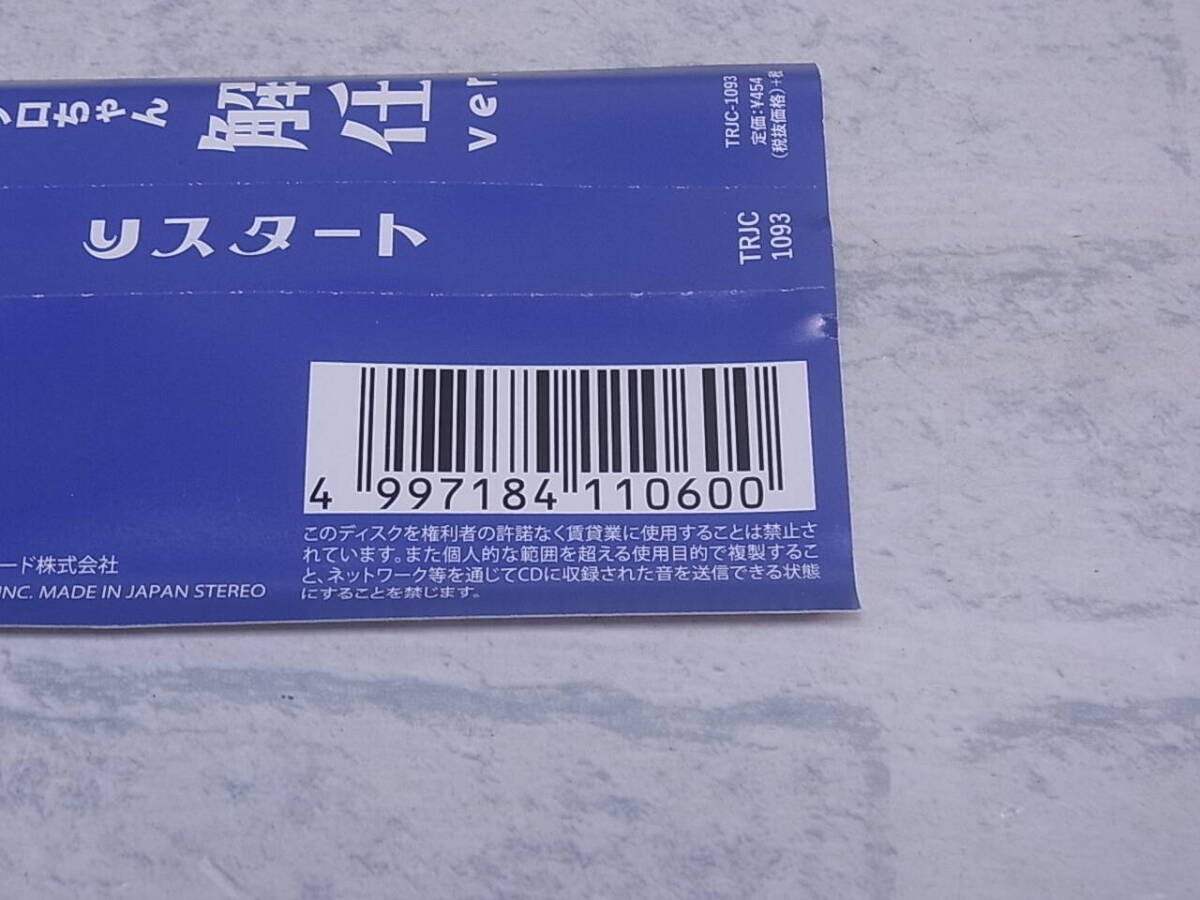 ロちゃん
解仕
ver.
TRJC-1093
定価:¥454
(税抜価格)+税
スタート
TRJC
1093
4 997184 110600
このディスクを権利者の許諾なく賃貸業に使用することは禁止さ
れています。また個人的な範囲を超える使用目的で複製するこ
と、ネットワーク等を通じてCDに収録された音を送信できる状態
にすることを禁じます。
ード株式会社
INC. MADE IN JAPAN STEREO